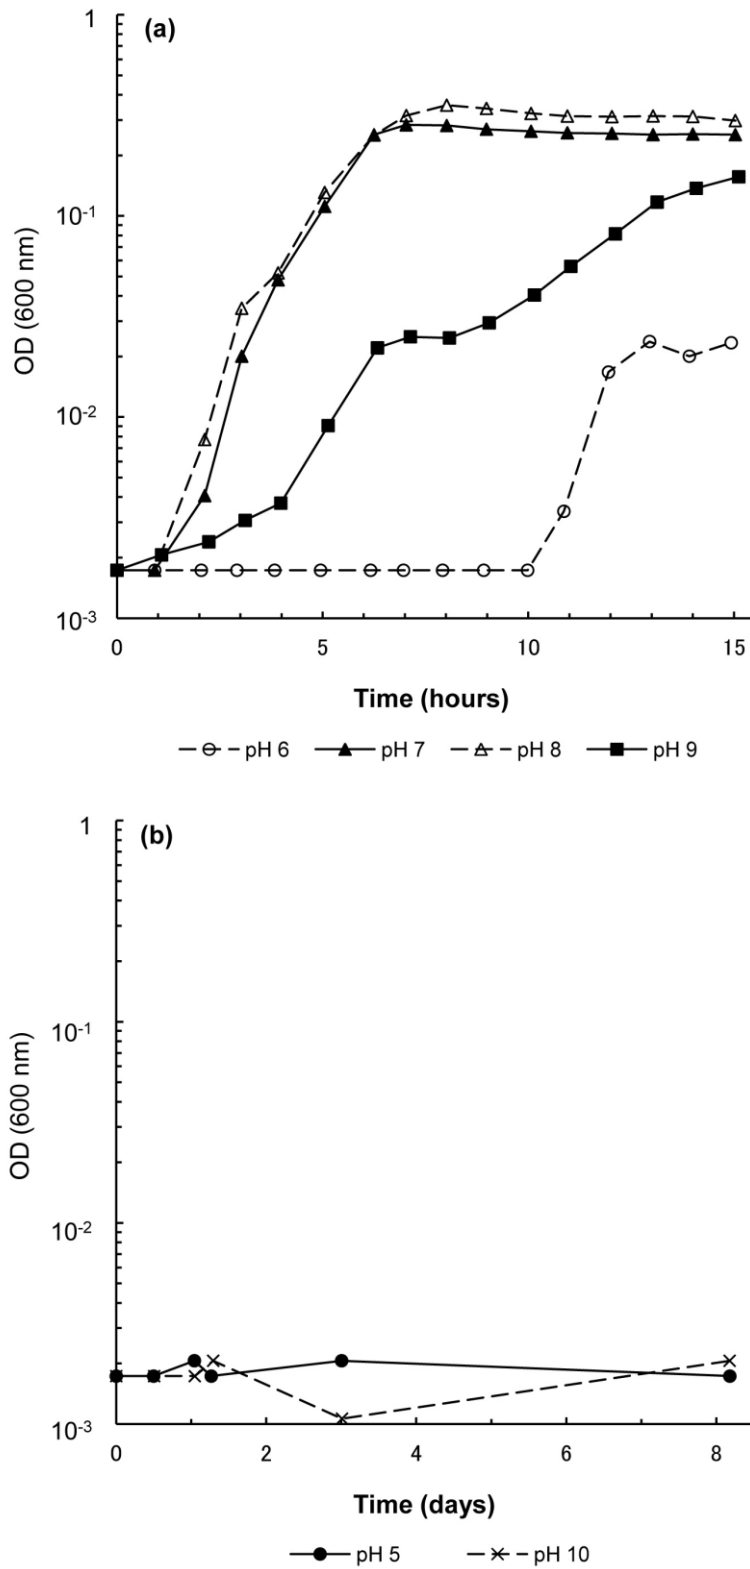 (a)
1
10-1
10-2
10-3
OD (600 nm)
0 5 10 15
Time (hours)
pH 6 pH 7 pH 8 pH 9
(b)
1
10-1
10-2
10-3
OD (600 nm)
0 2 4 6 8
Time (days)
pH 5 pH 10